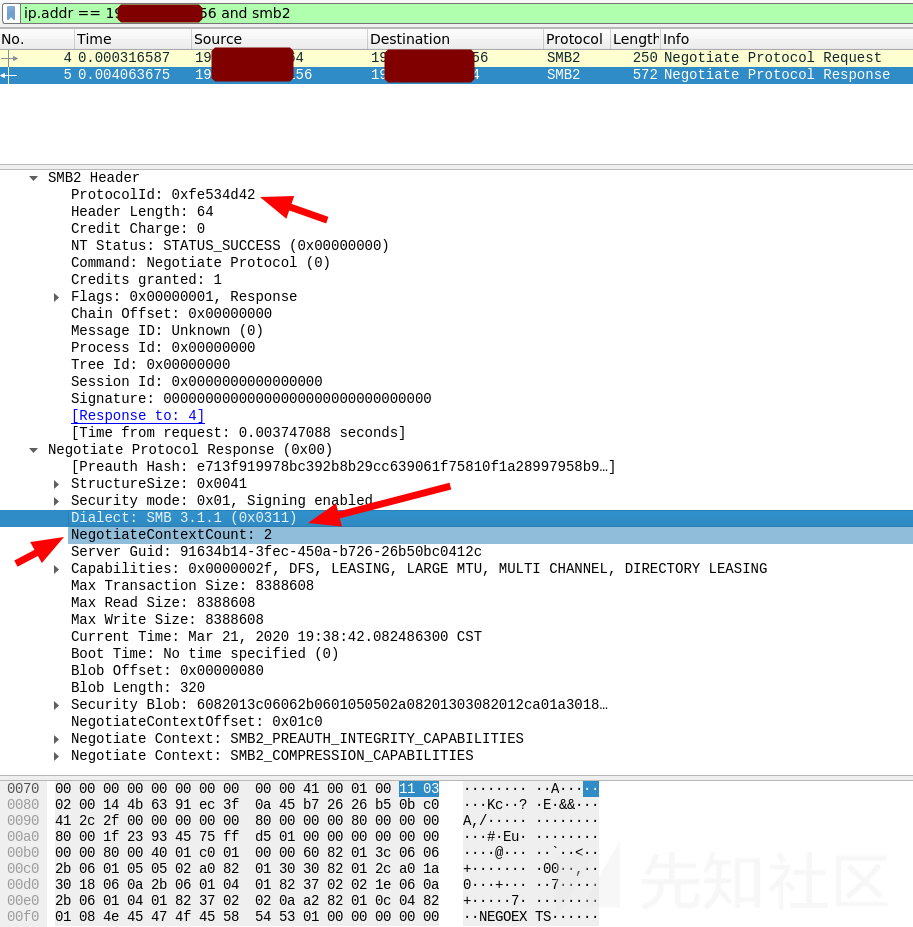 ip.addr == 19 56 and smb2
No. Time Source Destination Protocol Length Info
4 0.000316587 19 4 19 56 SMB2 250 Negotiate Protocol Request
5 0.004063675 19 56 19 4 SMB2 572 Negotiate Protocol Response
SMB2 Header
ProtocolId: 0xfe534d42
Header Length: 64
Credit Charge: 0
NT Status: STATUS_SUCCESS (0x00000000)
Command: Negotiate Protocol (0)
Credits granted: 1
Flags: 0x00000001, Response
Chain Offset: 0x00000000
Message ID: Unknown (0)
Process Id: 0x00000000
Tree Id: 0x00000000
Session Id: 0x0000000000000000
Signature: 00000000000000000000000000000000
[Response to: 4]
[Time from request: 0.003747088 seconds]
Negotiate Protocol Response (0x00)
[Preauth Hash: e713f919978bc392b8b29cc639061f75810f1a28997958b9…]
StructureSize: 0x0041
Security mode: 0x01, Signing enabled
Dialect: SMB 3.1.1 (0x0311)
NegotiateContextCount: 2
Server Guid: 91634b14-3fec-450a-b726-26b50bc0412c
Capabilities: 0x0000002f, DFS, LEASING, LARGE MTU, MULTI CHANNEL, DIRECTORY LEASING
Max Transaction Size: 8388608
Max Read Size: 8388608
Max Write Size: 8388608
Current Time: Mar 21, 2020 19:38:42.082486300 CST
Boot Time: No time specified (0)
Blob Offset: 0x00000080
Blob Length: 320
Security Blob: 6082013c06062b0601050502a08201303082012ca01a3018…
NegotiateContextOffset: 0x01c0
Negotiate Context: SMB2_PREAUTH_INTEGRITY_CAPABILITIES
Negotiate Context: SMB2_COMPRESSION_CAPABILITIES
0070 00 00 00 00 00 00 00 00 00 00 41 00 01 00 11 03 ········ ··A·····
0080 02 00 14 4b 63 91 ec 3f 0a 45 b7 26 26 b5 0b c0 ···Kc··? ·E·&&···
0090 41 2c 2f 00 00 00 00 00 80 00 00 00 80 00 00 00 A,/····· ········
00a0 80 00 1f 23 93 45 75 ff d5 01 00 00 00 00 00 00 ···#·Eu· ········
00b0 00 00 80 00 40 01 c0 01 00 00 60 82 01 3c 06 06 ····@··· ··`··<··
00c0 2b 06 01 05 05 02 a0 82 01 30 30 82 01 2c a0 1a +······· ·00··,··
00d0 30 18 06 0a 2b 06 01 04 01 82 37 02 02 1e 06 0a 0···+··· ··7·····
00e0 2b 06 01 04 01 82 37 02 02 0a a2 82 01 0c 04 82 +·····7· ········
00f0 01 08 4e 45 47 4f 45 58 54 53 01 00 00 00 00 00 ··NEGOEX TS······
先知社区